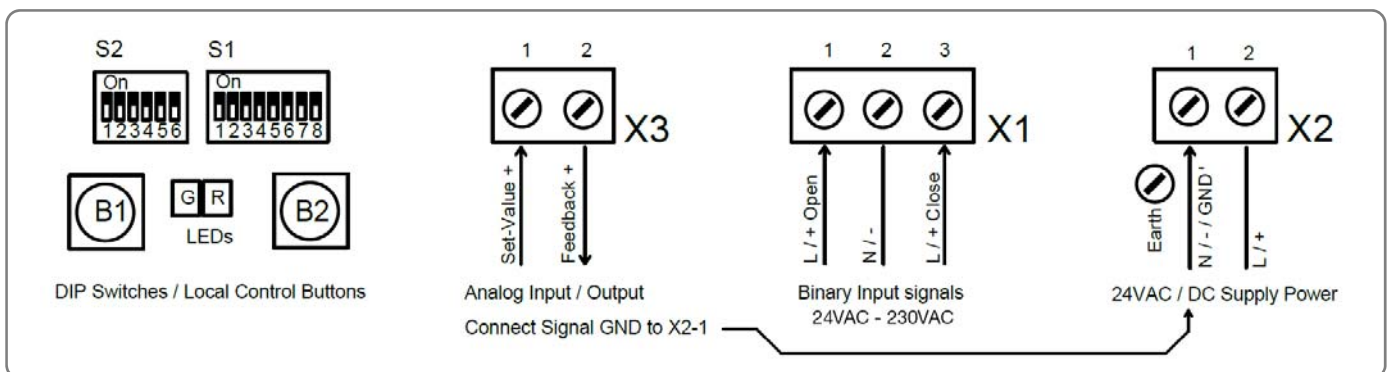 S2
On
123456
S1
On
12345678
B1
G R
LEDs
B2
DIP Switches / Local Control Buttons
1 2
X3
Set-Value +
Feedback +
Analog Input / Output
Connect Signal GND to X2-1
1 2 3
X1
L / + Open
N / -
L / + Close
Binary Input signals
24VAC - 230VAC
1 2
X2
Earth
N / - / GND'
L / +
24VAC / DC Supply Power